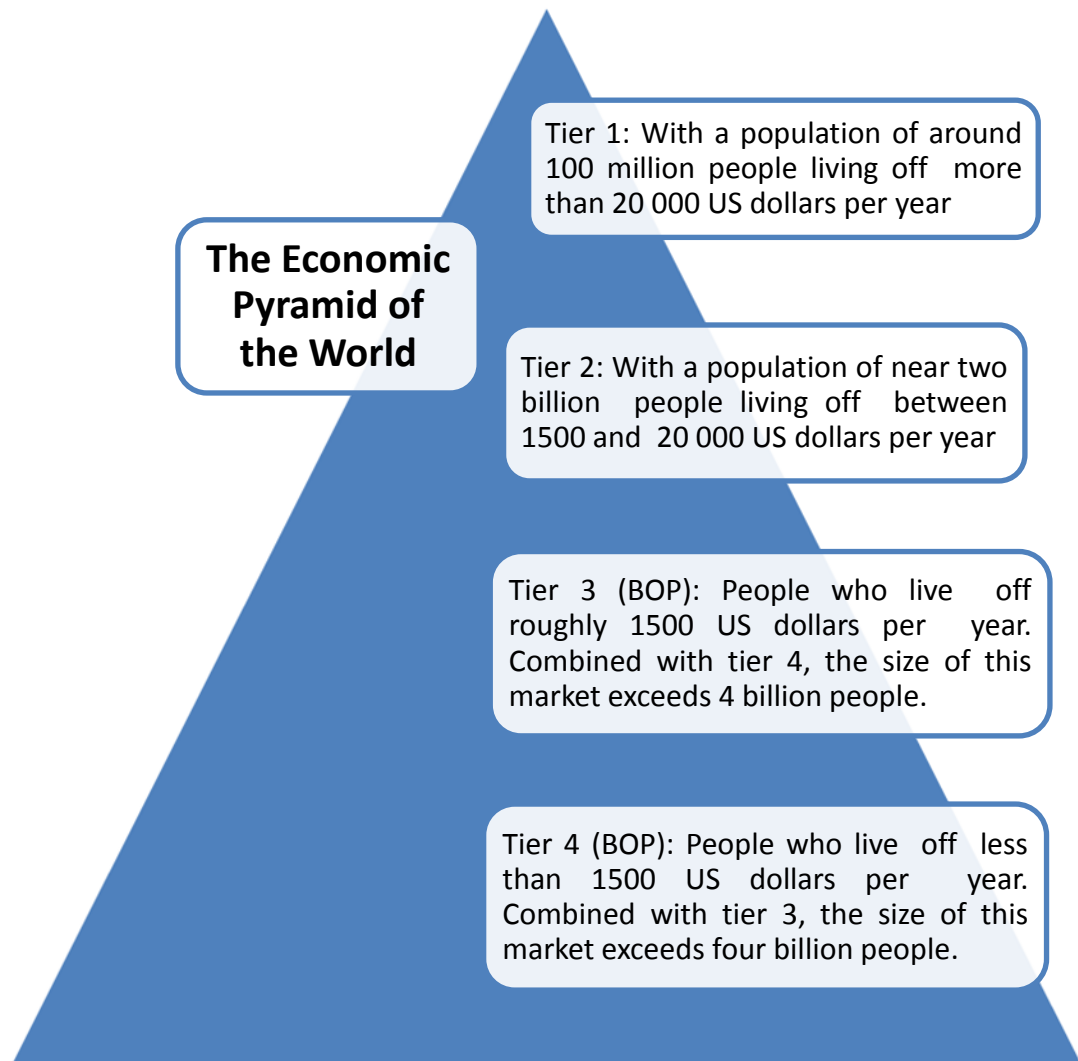 Tier 1: With a population of around
100 million people living off more
than 20 000 US dollars per year
The Economic
Pyramid of
the World
Tier 2: With a population of near two
billion people living off between
1500 and 20 000 US dollars per year
Tier 3 (BOP): People who live off
roughly 1500 US dollars per year.
Combined with tier 4, the size of this
market exceeds 4 billion people.
Tier 4 (BOP): People who live off less
than 1500 US dollars per year.
Combined with tier 3, the size of this
market exceeds four billion people.